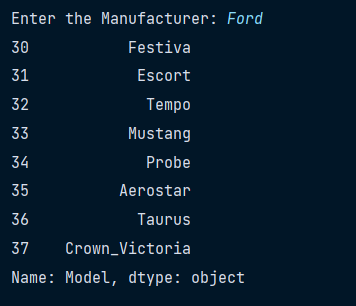 Enter the Manufacturer: Ford
30           Festiva
31            Escort
32             Tempo
33           Mustang
34             Probe
35          Aerostar
36            Taurus
37    Crown_Victoria
Name: Model, dtype: object